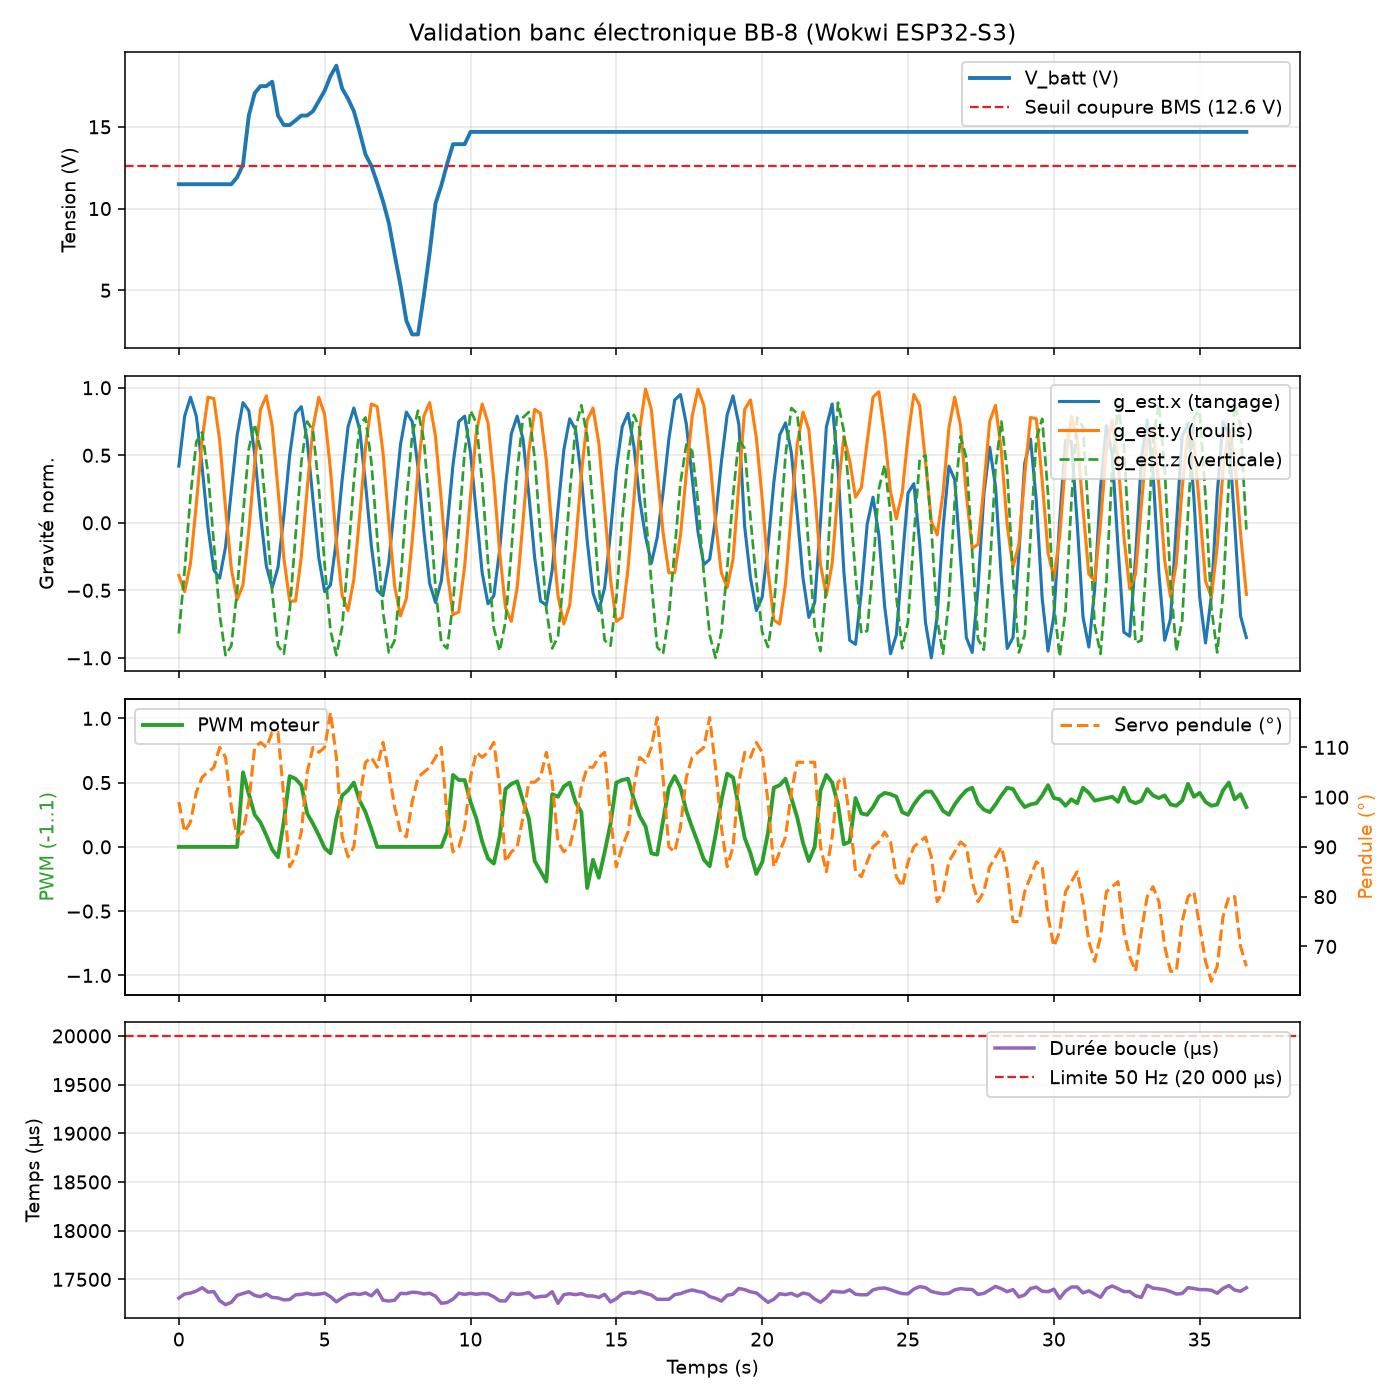 Validation banc électronique BB-8 (Wokwi ESP32-S3)
V_batt (V)
Seuil coupure BMS (12.6 V)
15
10
5
Tension (V)
g_est.x (tangage)
g_est.y (roulis)
g_est.z (verticale)
1.0
0.5
0.0
−0.5
−1.0
Gravité norm.
PWM moteur
Servo pendule (°)
1.0
0.5
0.0
−0.5
−1.0
PWM (-1..1)
110
100
90
80
70
Pendule (°)
Durée boucle (µs)
Limite 50 Hz (20 000 µs)
20000
19500
19000
18500
18000
17500
Temps (µs)
0 5 10 15 20 25 30 35
Temps (s)